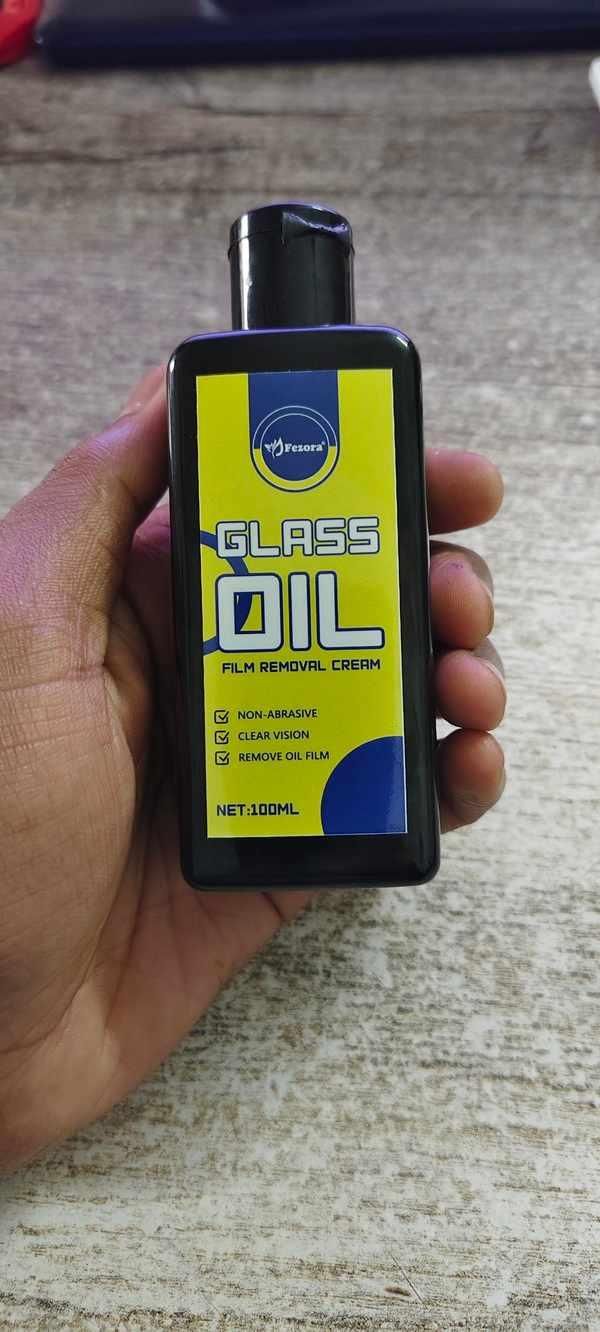 Fezora®
GLASS
OIL
FILM REMOVAL CREAM
NON-ABRASIVE
CLEAR VISION
REMOVE OIL FILM
NET:100ML